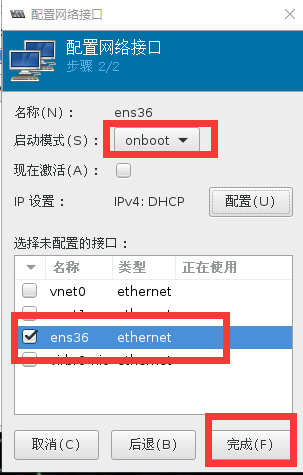 配置网络接口
配置网络接口
步骤 2/2
名称(N)： ens36
启动模式(S)： onboot
现在激活(A)：
IP 设置： IPv4: DHCP 配置(U)
选择未配置的接口：
名称 类型 正在使用
vnet0 ethernet
ethernet
ens36 ethernet
ethernet
取消(C) 后退(B) 完成(F)